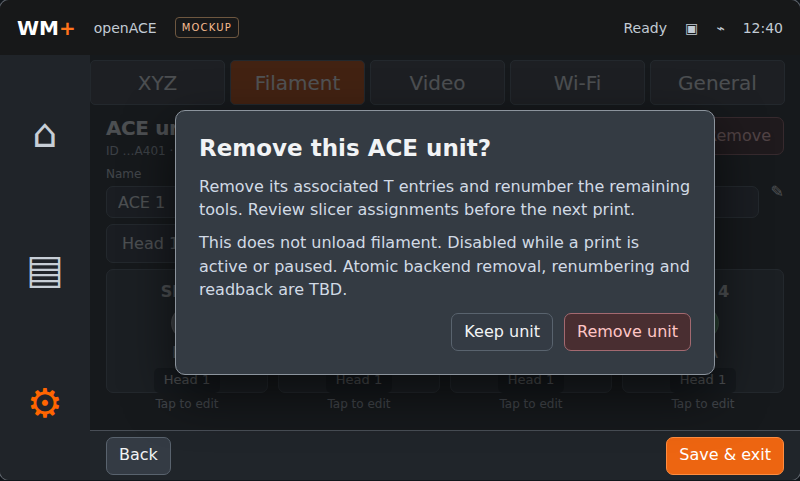 WM+ openACE MOCKUP Ready 12:40
XYZ Filament Video Wi-Fi General
ACE
ID ...A401
Name
ACE 1
Head 1
Remove this ACE unit?
Remove its associated T entries and renumber the remaining
tools. Review slicer assignments before the next print.
This does not unload filament. Disabled while a print is
active or paused. Atomic backend removal, renumbering and
readback are TBD.
Keep unit Remove unit
4
Head 1 Head 1 Head 1 Head 1
Tap to edit Tap to edit Tap to edit Tap to edit
Back Save & exit